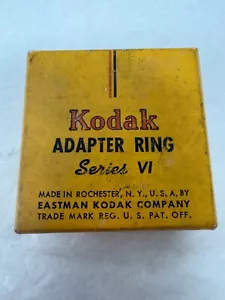 Kodak
ADAPTER RING
Series VI
MADE IN ROCHESTER, N. Y., U. S. A. BY
EASTMAN KODAK COMPANY
TRADE MARK REG. U. S. PAT. OFF.